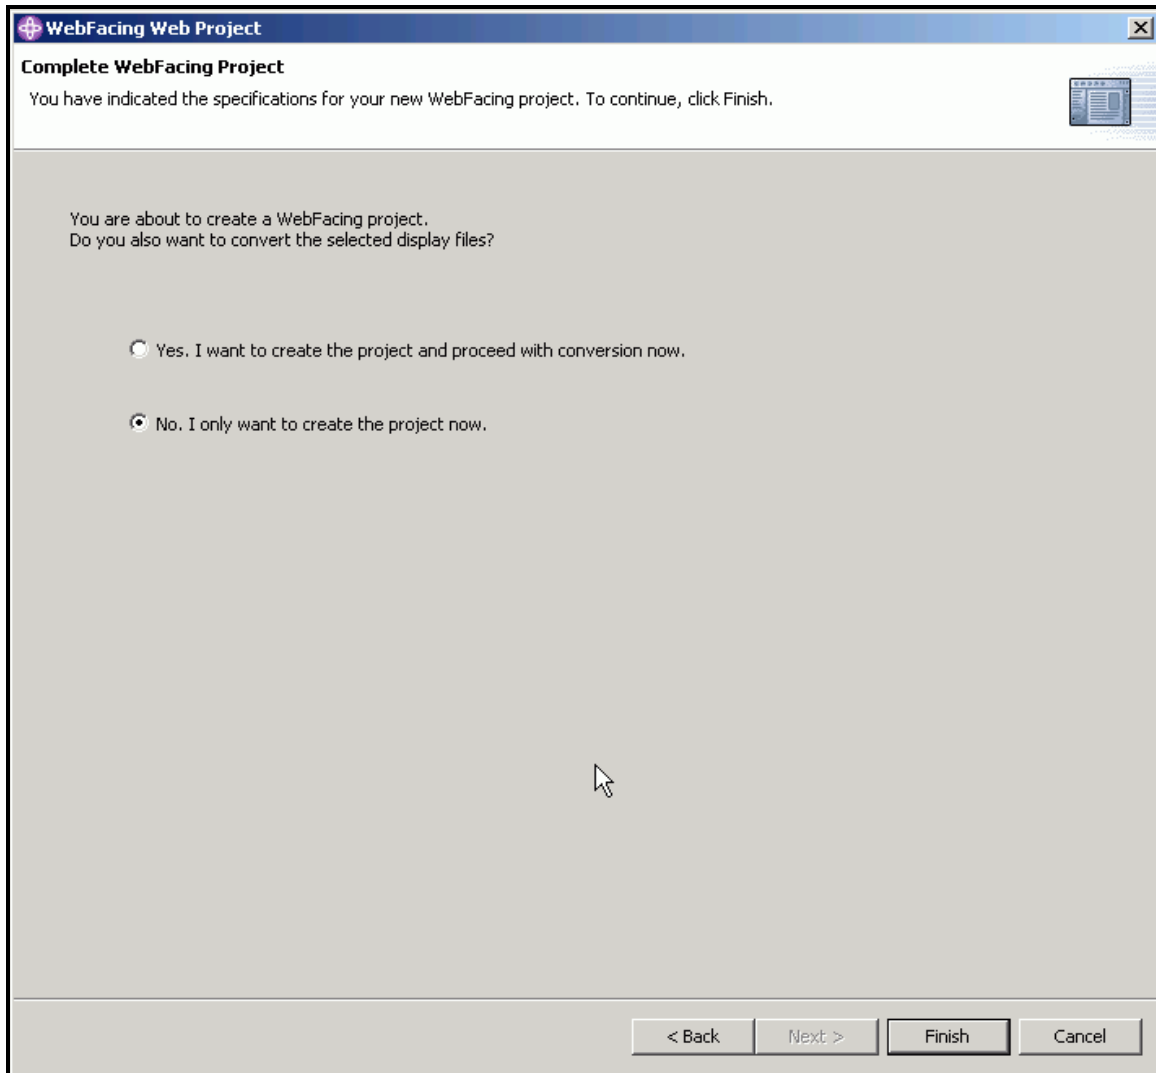 WebFacing Web Project
Complete WebFacing Project
You have indicated the specifications for your new WebFacing project. To continue, click Finish.
You are about to create a WebFacing project.
Do you also want to convert the selected display files?
Yes. I want to create the project and proceed with conversion now.
No. I only want to create the project now.
< Back Next > Finish Cancel